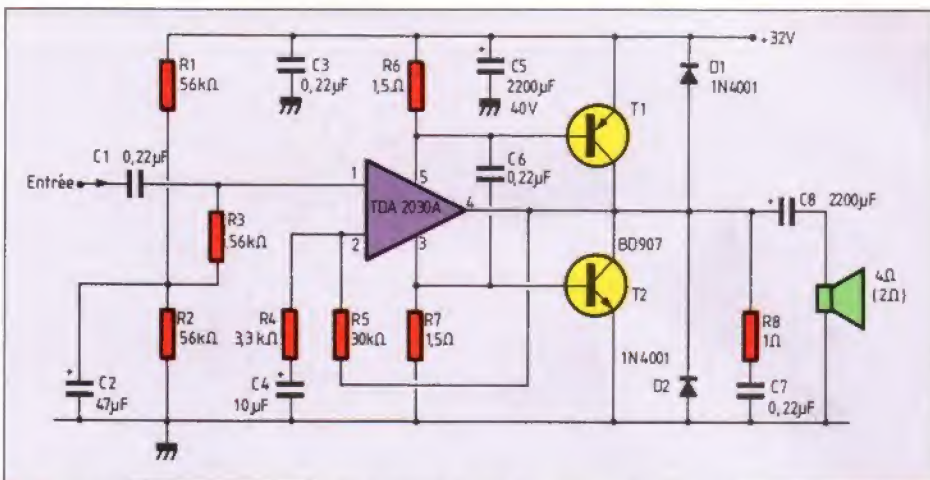 +32V
R1
56kΩ
C3
0,22µF
R6
1,5Ω
+
C5
2200µF
40V
D1
1N4001
T1
C1 0,22µF
Entrée
C6
0,22µF
1
5
TDA 2030A
4
2
3
R3
56kΩ
+
C8 2200µF
BD907
T2
4Ω
(2Ω)
R2
56kΩ
R4
3,3kΩ
R5
30kΩ
R7
1,5Ω
R8
1Ω
1N4001
D2
+
C2
47µF
+
C4
10µF
C7
0,22µF